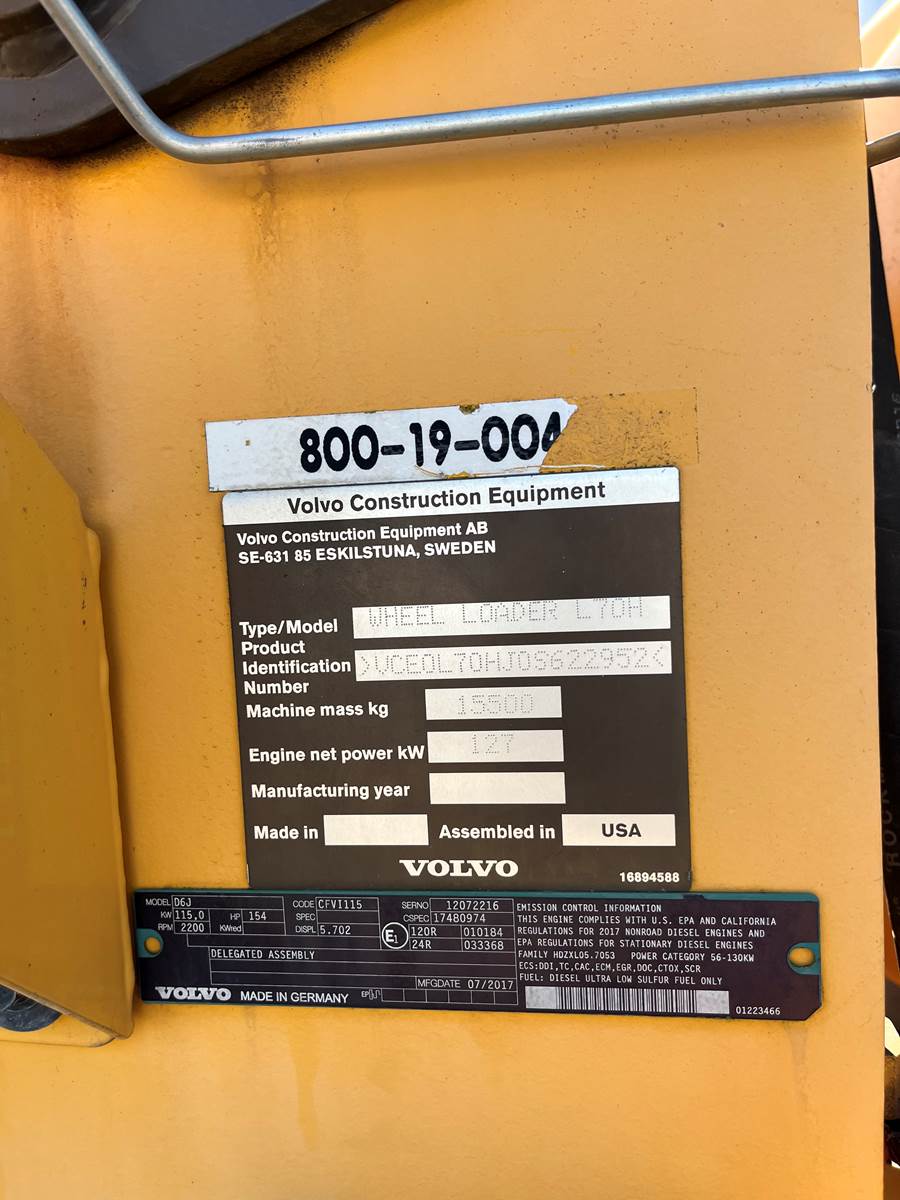 800-19-004
Volvo Construction Equipment
Volvo Construction Equipment AB
SE-631 85 ESKILSTUNA, SWEDEN
Type/Model WHEEL LOADER L70H
Product
Identification >VCE0L70HJ0S622952<
Number
Machine mass kg 15500
Engine net power kW 127
Manufacturing year
Made in Assembled in USA
VOLVO 16894588
MODEL D6J CODE CFVI115 SERNO 12072216
KW 115,0 HP 154 SPEC CSPEC 17480974
RPM 2200 KWred DISPL 5.702 E1 120R 010184
24R 033368
DELEGATED ASSEMBLY
MFGDATE 07/2017
VOLVO MADE IN GERMANY EP
EMISSION CONTROL INFORMATION
THIS ENGINE COMPLIES WITH U.S. EPA AND CALIFORNIA
REGULATIONS FOR 2017 NONROAD DIESEL ENGINES AND
EPA REGULATIONS FOR STATIONARY DIESEL ENGINES
FAMILY HDZXL05.7053 POWER CATEGORY 56-130KW
ECS:DDI,TC,CAC,ECM,EGR,DOC,CTOX,SCR
FUEL: DIESEL ULTRA LOW SULFUR FUEL ONLY
01223466